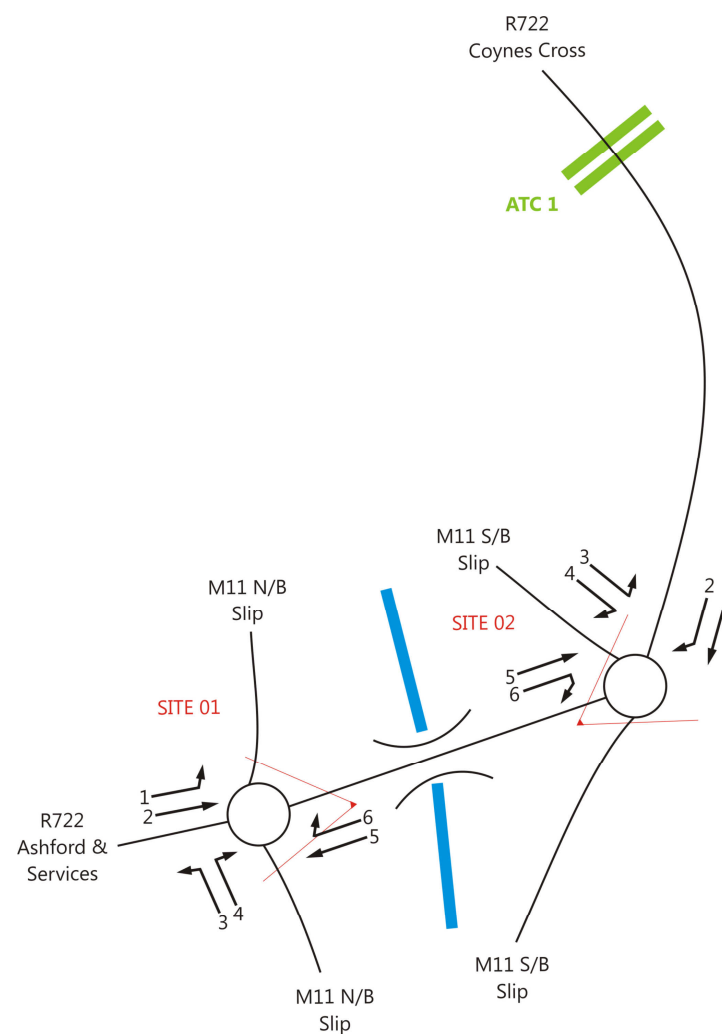 R722
Coynes Cross
ATC 1
M11 S/B
Slip
3
4
2
M11 N/B
Slip
SITE 02
5
6
SITE 01
1
2
R722
Ashford &
Services
6
5
3
4
M11 S/B
Slip
M11 N/B
Slip